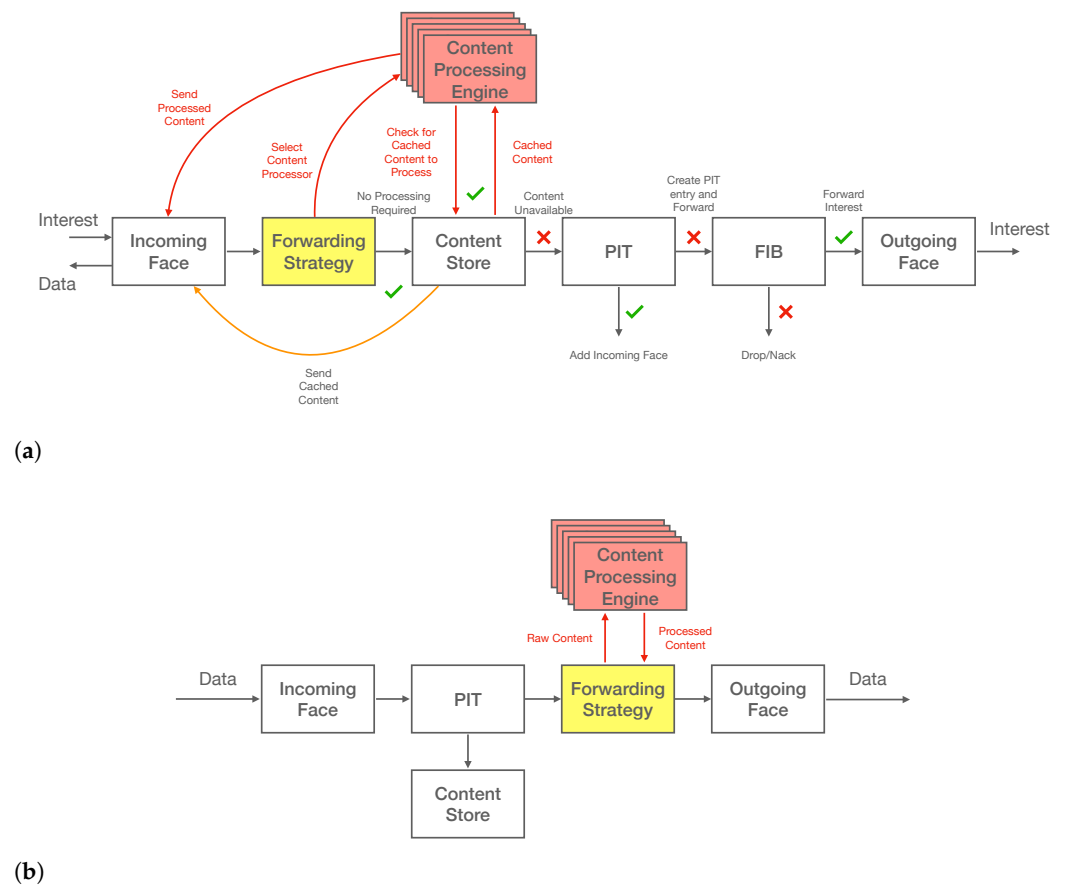 Content
Processing
Engine
Send
Processed
Content
Select
Content
Processor
Check for
Cached
Content to
Process
Cached
Content
No Processing
Required
Content
Unavailable
Create PIT
entry and
Forward
Forward
Interest
Interest
Data
Incoming
Face
Forwarding
Strategy
Content
Store
PIT
FIB
Outgoing
Face
Interest
Add Incoming Face
Drop/Nack
Send
Cached
Content
(a)
Content
Processing
Engine
Raw Content
Processed
Content
Data
Incoming
Face
PIT
Forwarding
Strategy
Outgoing
Face
Data
Content
Store
(b)